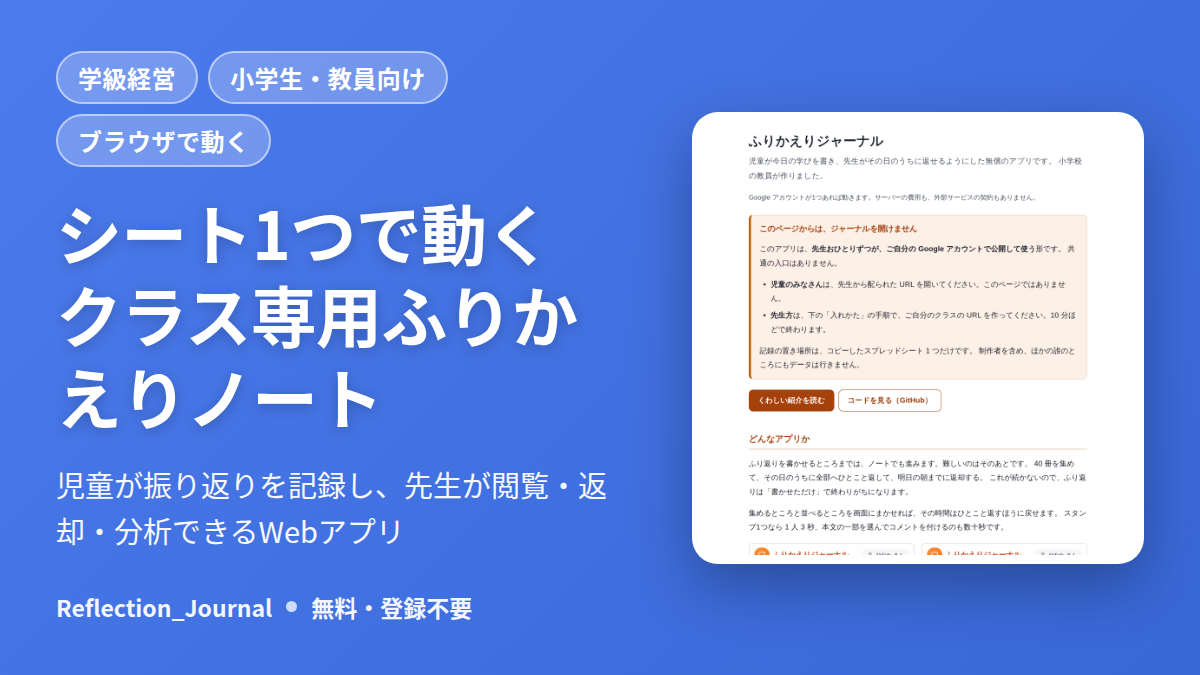 学級経営
小学生・教員向け
ブラウザで動く
シート1つで動く
クラス専用ふりか
えりノート
児童が振り返りを記録し、先生が閲覧・返
却・分析できるWebアプリ
Reflection_Journal
無料・登録不要
ふりかえりジャーナル
児童が今日の学びを書き、先生がその日のうちに返せるようにした無償のアプリです。 小学校
の教員が作りました。
Google アカウントが1つあれば動きます。サーバーの費用も、外部サービスの契約もありません。
このページからは、ジャーナルを開けません
このアプリは、先生おひとりずつが、ご自分の Google アカウントで公開して使う形です。 共
通の入口はありません。
・児童のみなさんは、先生から配られた URL を開いてください。このページではありませ
ん。
・先生方は、下の「入れかた」の手順で、ご自分のクラスの URL を作ってください。10 分ほ
どで終わります。
記録の置き場所は、コピーしたスプレッドシート 1 つだけです。 制作者を含め、ほかの誰のと
ころにもデータは行きません。
くわしい紹介を読む
コードを見る（GitHub）
どんなアプリか
ふり返りを書かせるところまでは、ノートでも進みます。難しいのはそのあとです。 40 冊を集め
て、その日のうちに全部へひとこと返して、明日の朝までに返却する。 これが続かないので、ふり返
りは「書かせただけ」で終わりがちになります。
集めるところと並べるところを画面にまかせれば、その時間はひとこと返すほうに戻せます。 スタン
プ1つなら 1 人 3 秒、本文の一部を選んでコメントを付けるのも数十秒です。
ふりかえりジャーナル
ふりかえりジャーナル